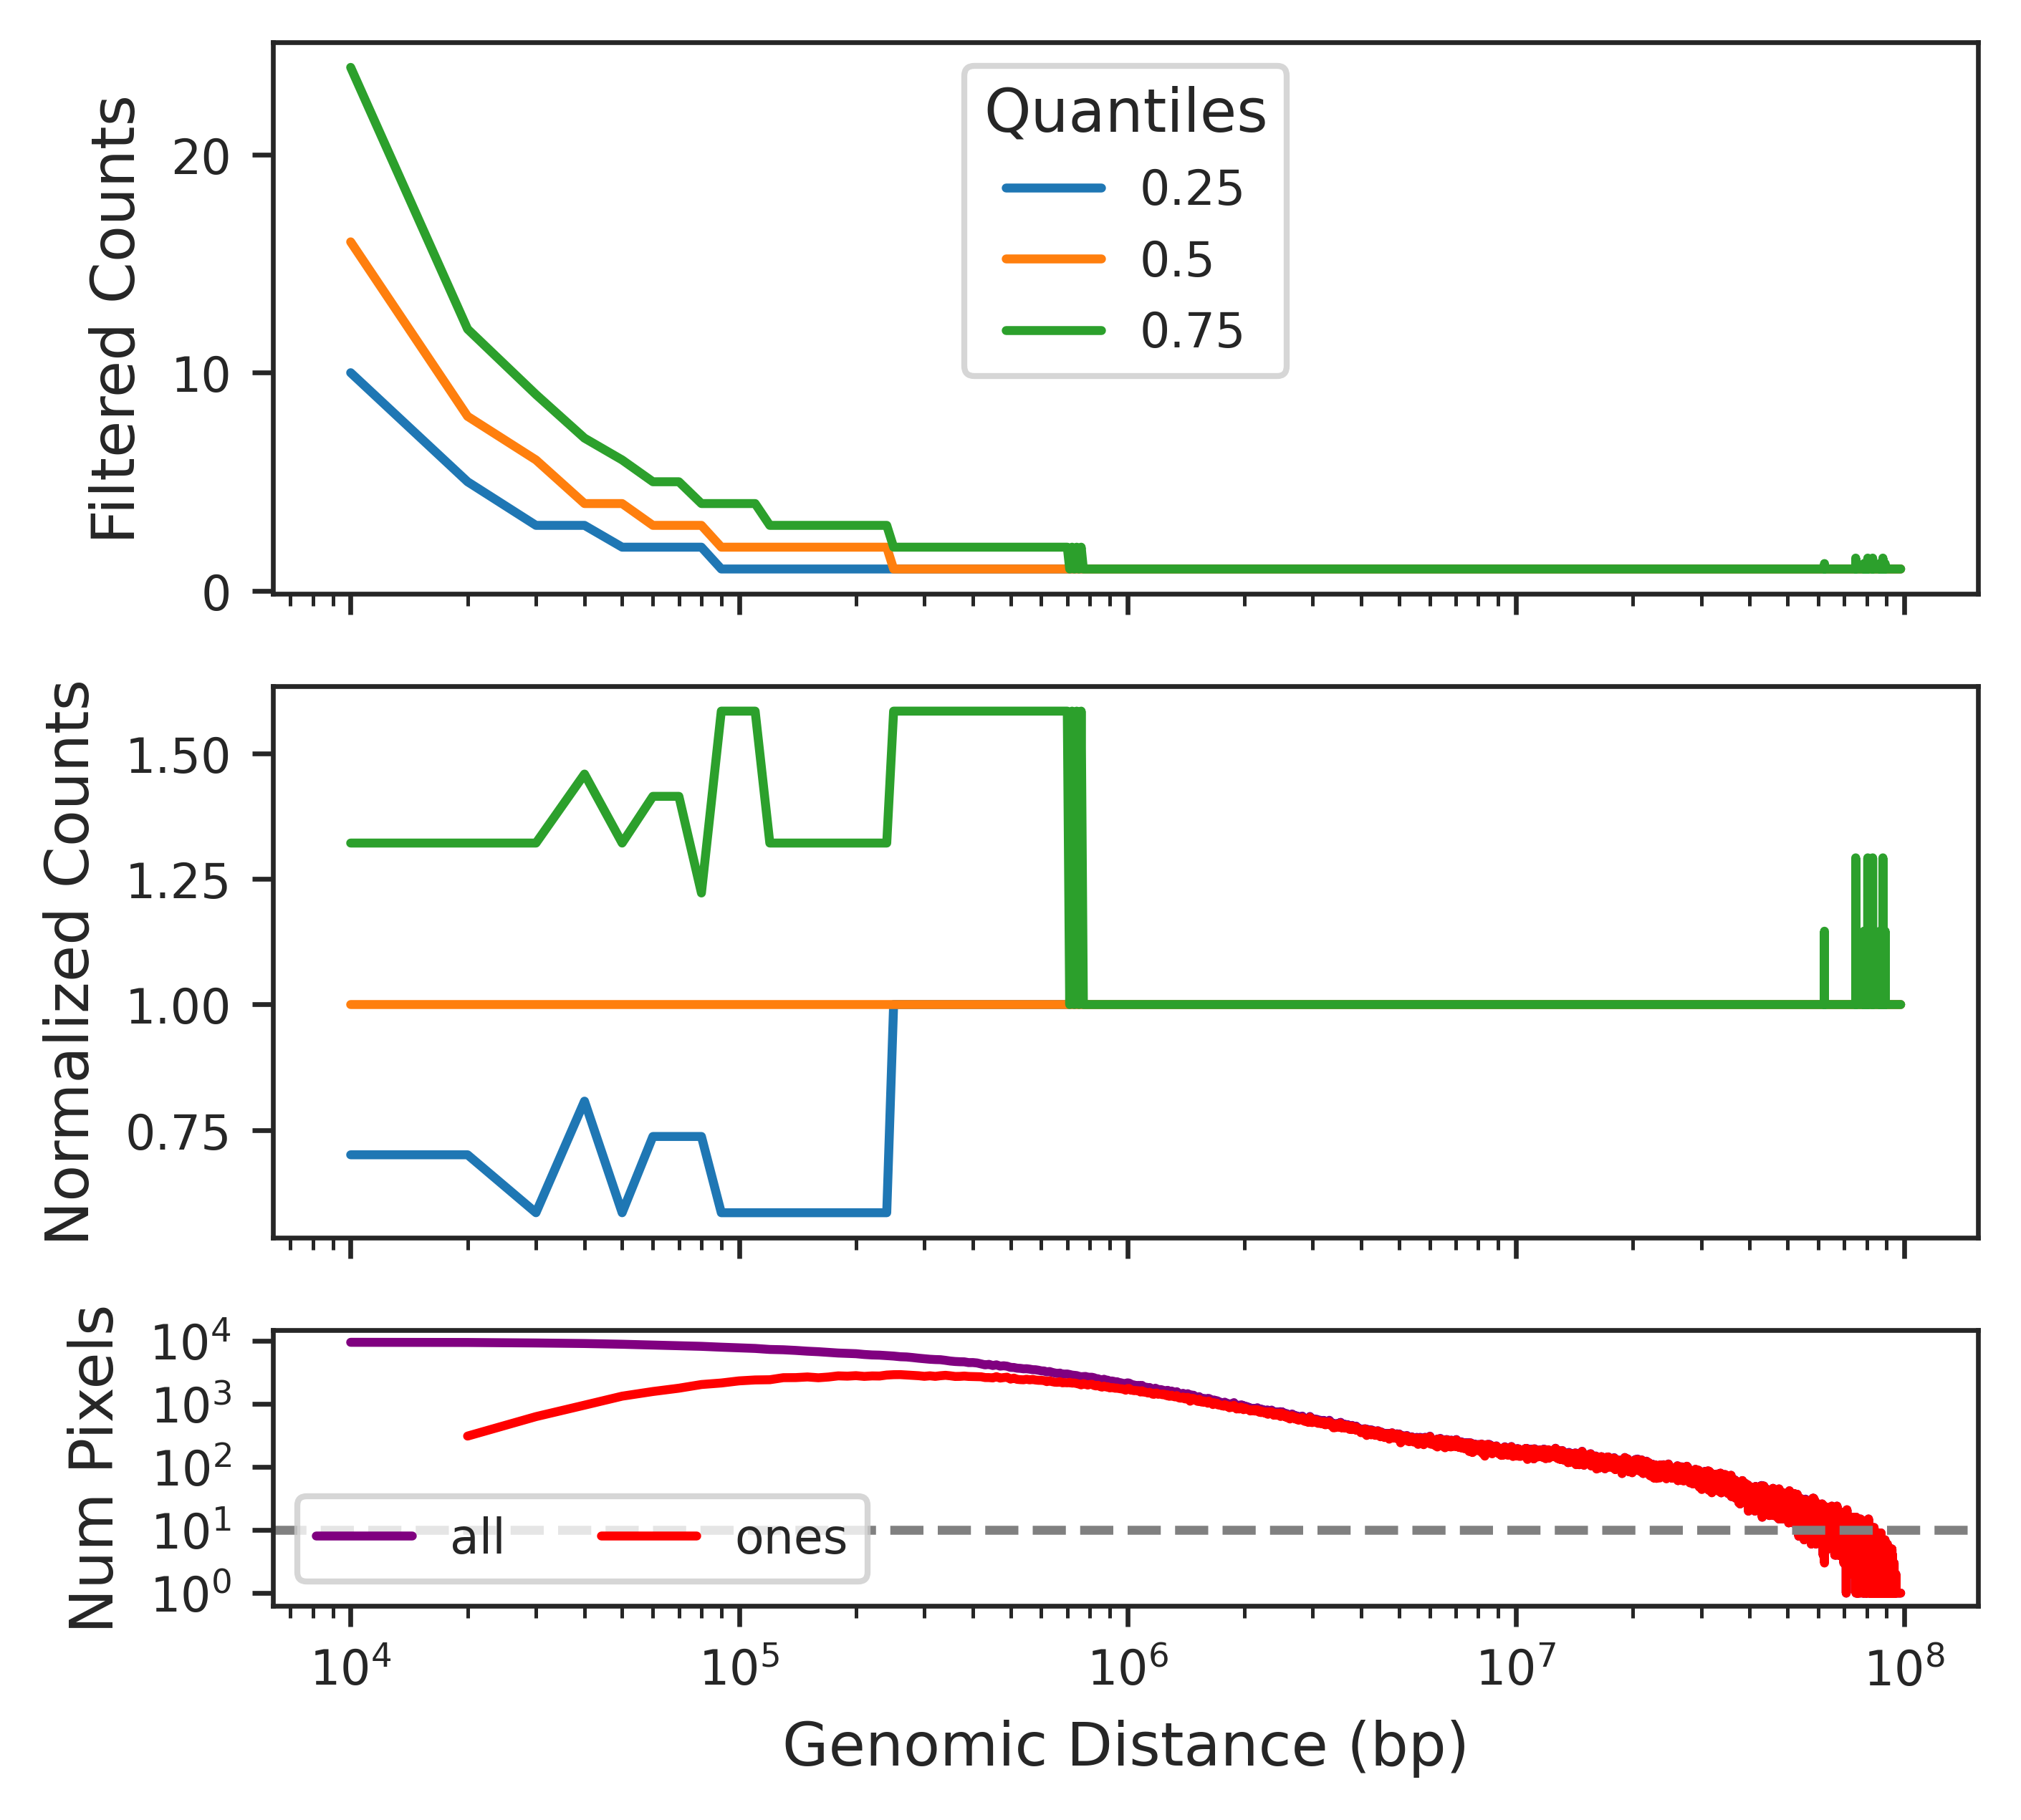 Filtered Counts
20
10
0
Quantiles
0.25
0.5
0.75
Normalized Counts
1.50
1.25
1.00
0.75
Num Pixels
10⁴
10³
10²
10¹
10⁰
all ones
10⁴ 10⁵ 10⁶ 10⁷ 10⁸
Genomic Distance (bp)